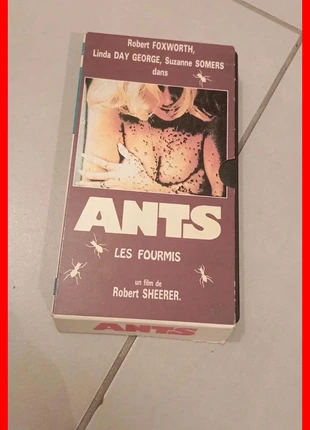 Robert FOXWORTH,
Linda DAY GEORGE, Suzanne SOMERS
dans
ANTS
LES FOURMIS
un film de
Robert SHEERER.
ANTS